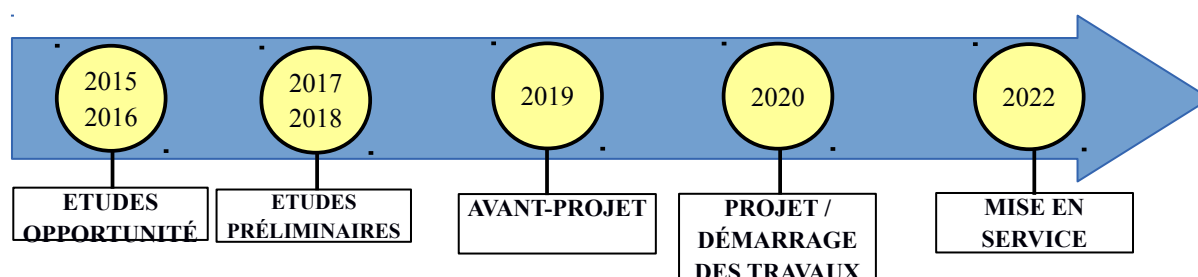 2015
2016
2017
2018
2019
2020
2022
ETUDES
OPPORTUNITÉ
ETUDES
PRÉLIMINAIRES
AVANT-PROJET
PROJET /
DÉMARRAGE
DES TRAVAUX
MISE EN
SERVICE